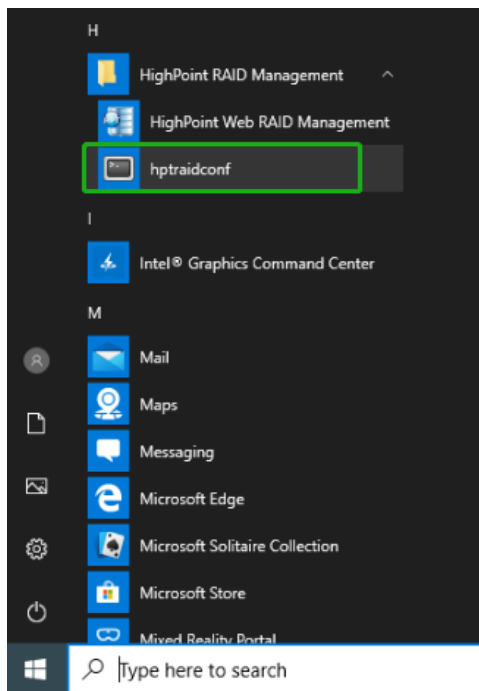 H
HighPoint RAID Management
HighPoint Web RAID Management
hptraidconf
I
Intel® Graphics Command Center
M
Mail
Maps
Messaging
Microsoft Edge
Microsoft Solitaire Collection
Microsoft Store
Mixed Reality Portal
Type here to search